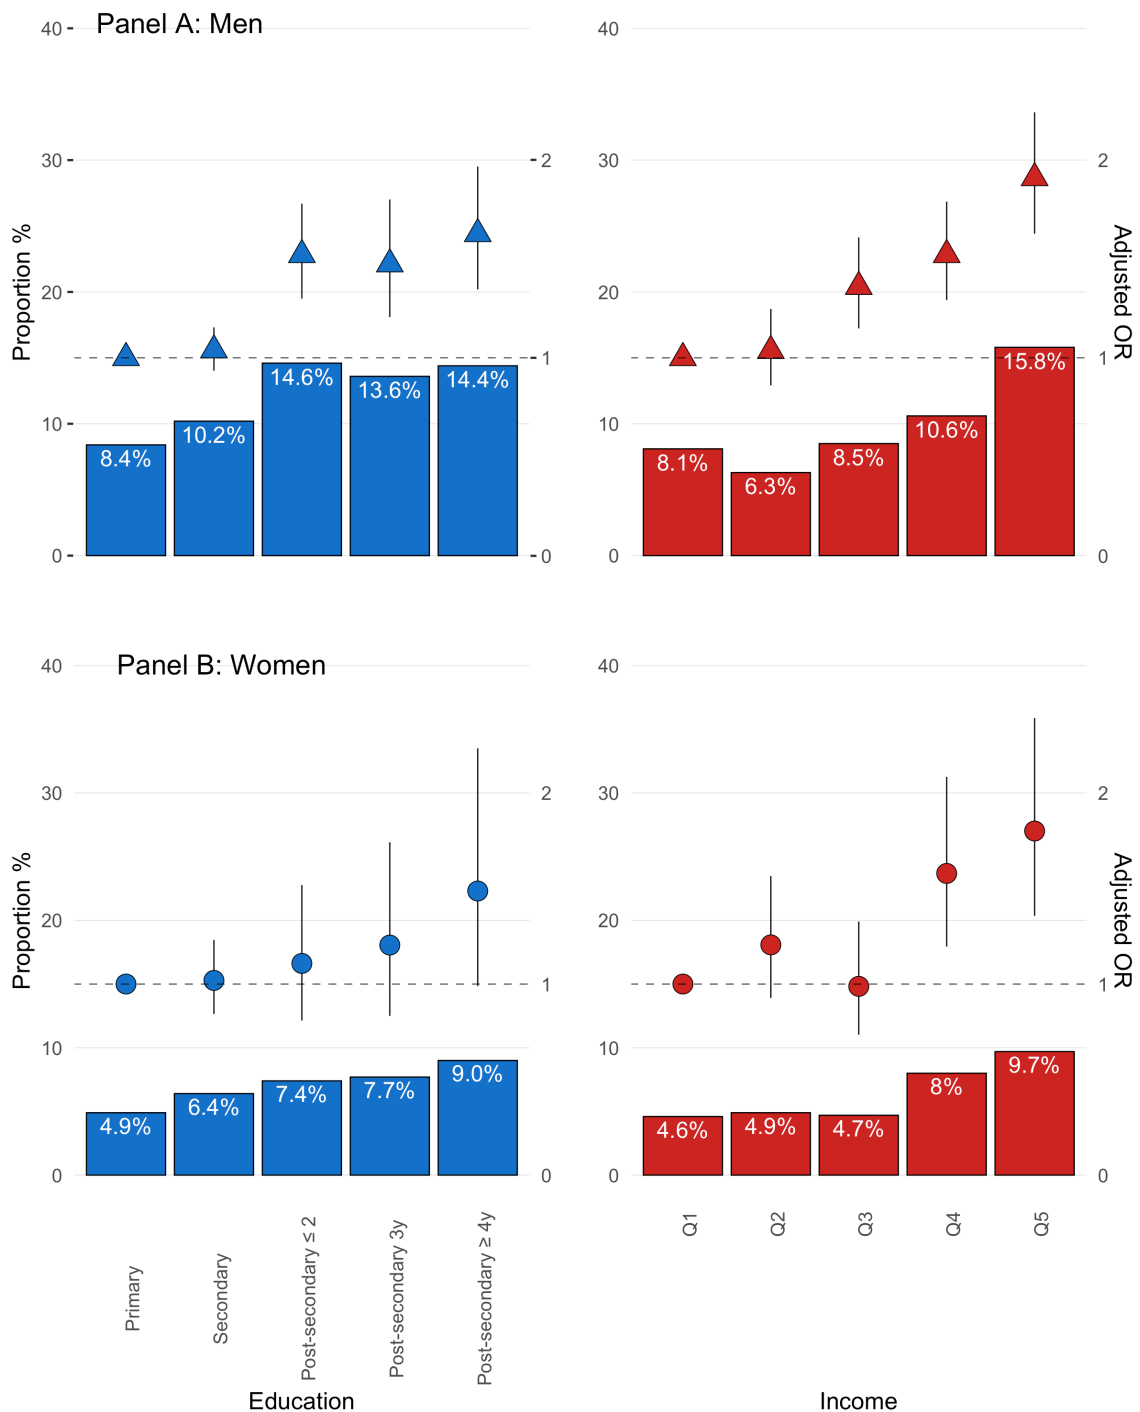 Panel A: Men
40
30
20
10
0
Proportion %
2
1
0
8.4%
10.2%
14.6%
13.6%
14.4%
40
30
20
10
0
2
1
0
Adjusted OR
8.1%
6.3%
8.5%
10.6%
15.8%
Panel B: Women
40
30
20
10
0
Proportion %
2
1
0
4.9%
6.4%
7.4%
7.7%
9.0%
Primary
Secondary
Post-secondary ≤ 2
Post-secondary 3y
Post-secondary ≥ 4y
Education
40
30
20
10
0
2
1
0
Adjusted OR
4.6%
4.9%
4.7%
8%
9.7%
Q1
Q2
Q3
Q4
Q5
Income